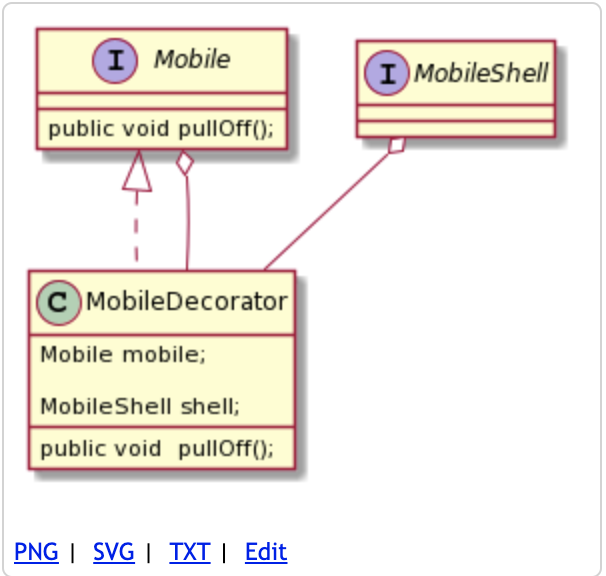 I Mobile
public void pullOff();
I MobileShell
C MobileDecorator
Mobile mobile;
MobileShell shell;
public void  pullOff();
PNG | SVG | TXT | Edit